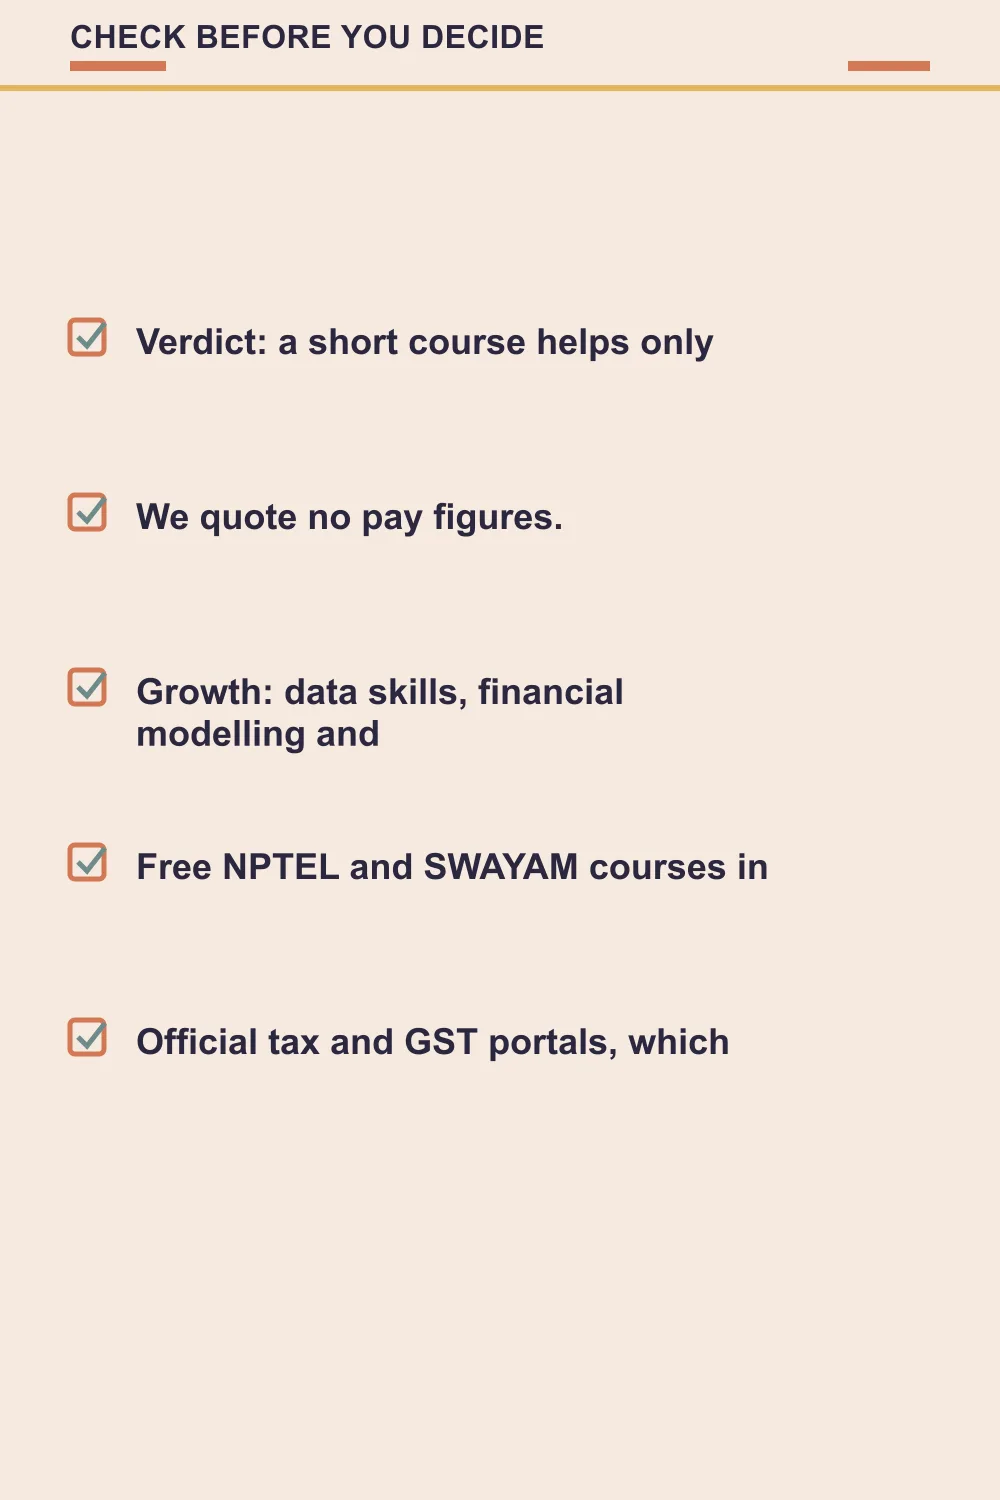 CHECK BEFORE YOU DECIDE
Verdict: a short course helps only
We quote no pay figures.
Growth: data skills, financial
modelling and
Free NPTEL and SWAYAM courses in
Official tax and GST portals, which